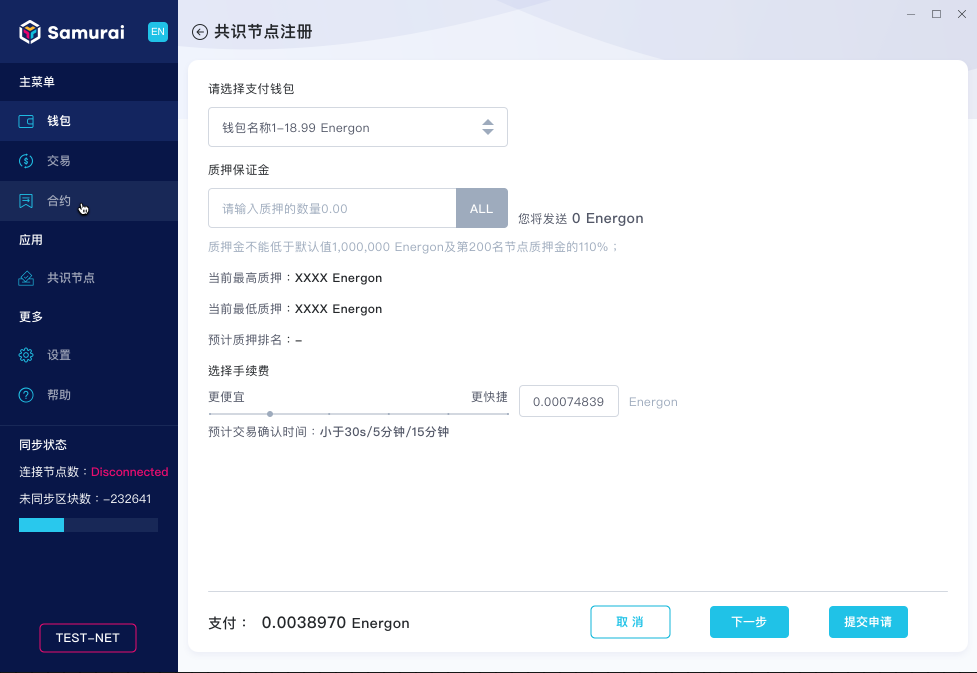 Samurai
EN
主菜单
钱包
交易
合约
应用
共识节点
更多
设置
帮助
同步状态
连接节点数：Disconnected
未同步区块数：-232641
TEST-NET
共识节点注册
请选择支付钱包
钱包名称1-18.99 Energon
质押保证金
请输入质押的数量0.00
ALL
您将发送 0 Energon
质押金不能低于默认值1,000,000 Energon及第200名节点质押金的110%；
当前最高质押：XXXX Energon
当前最低质押：XXXX Energon
预计质押排名：-
选择手续费
更便宜
更快捷
0.00074839
Energon
预计交易确认时间：小于30s/5分钟/15分钟
支付： 0.0038970 Energon
取 消
下一步
提交申请